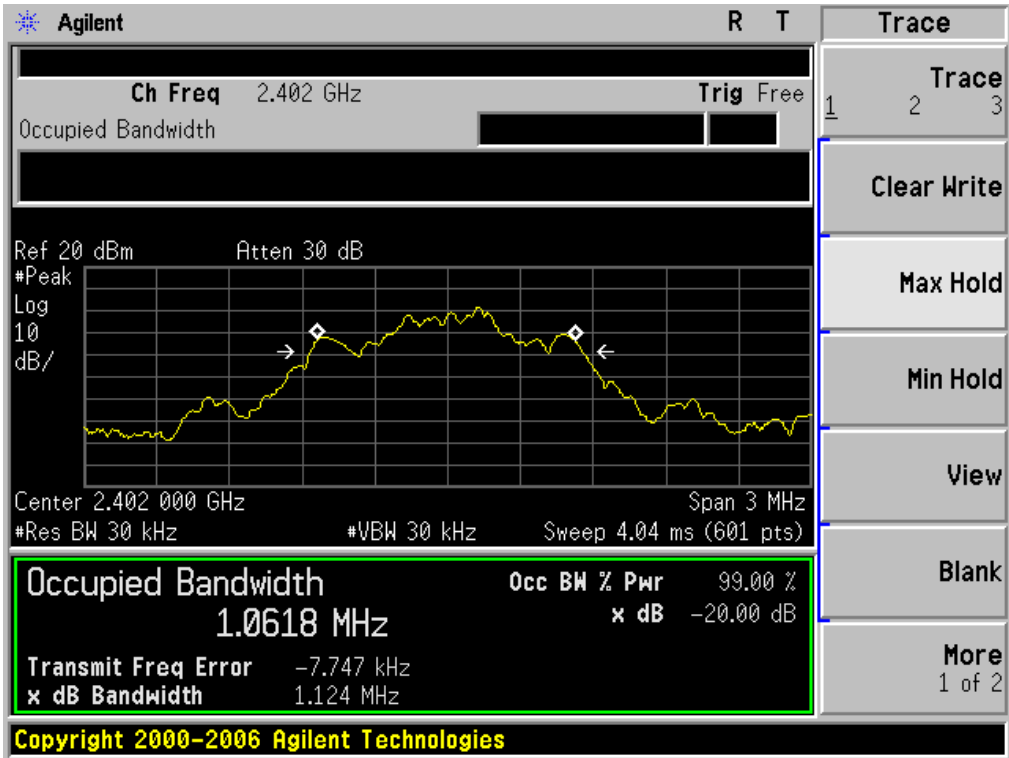 Agilent R T
Ch Freq 2.402 GHz Trig Free
Occupied Bandwidth
Ref 20 dBm Atten 30 dB
#Peak
Log
10
dB/
Center 2.402 000 GHz Span 3 MHz
#Res BW 30 kHz #VBW 30 kHz Sweep 4.04 ms (601 pts)
Occupied Bandwidth Occ BW % Pwr 99.00 %
1.0618 MHz x dB -20.00 dB
Transmit Freq Error -7.747 kHz
x dB Bandwidth 1.124 MHz
Copyright 2000-2006 Agilent Technologies
Trace
Trace
1 2 3
Clear Write
Max Hold
Min Hold
View
Blank
More
1 of 2